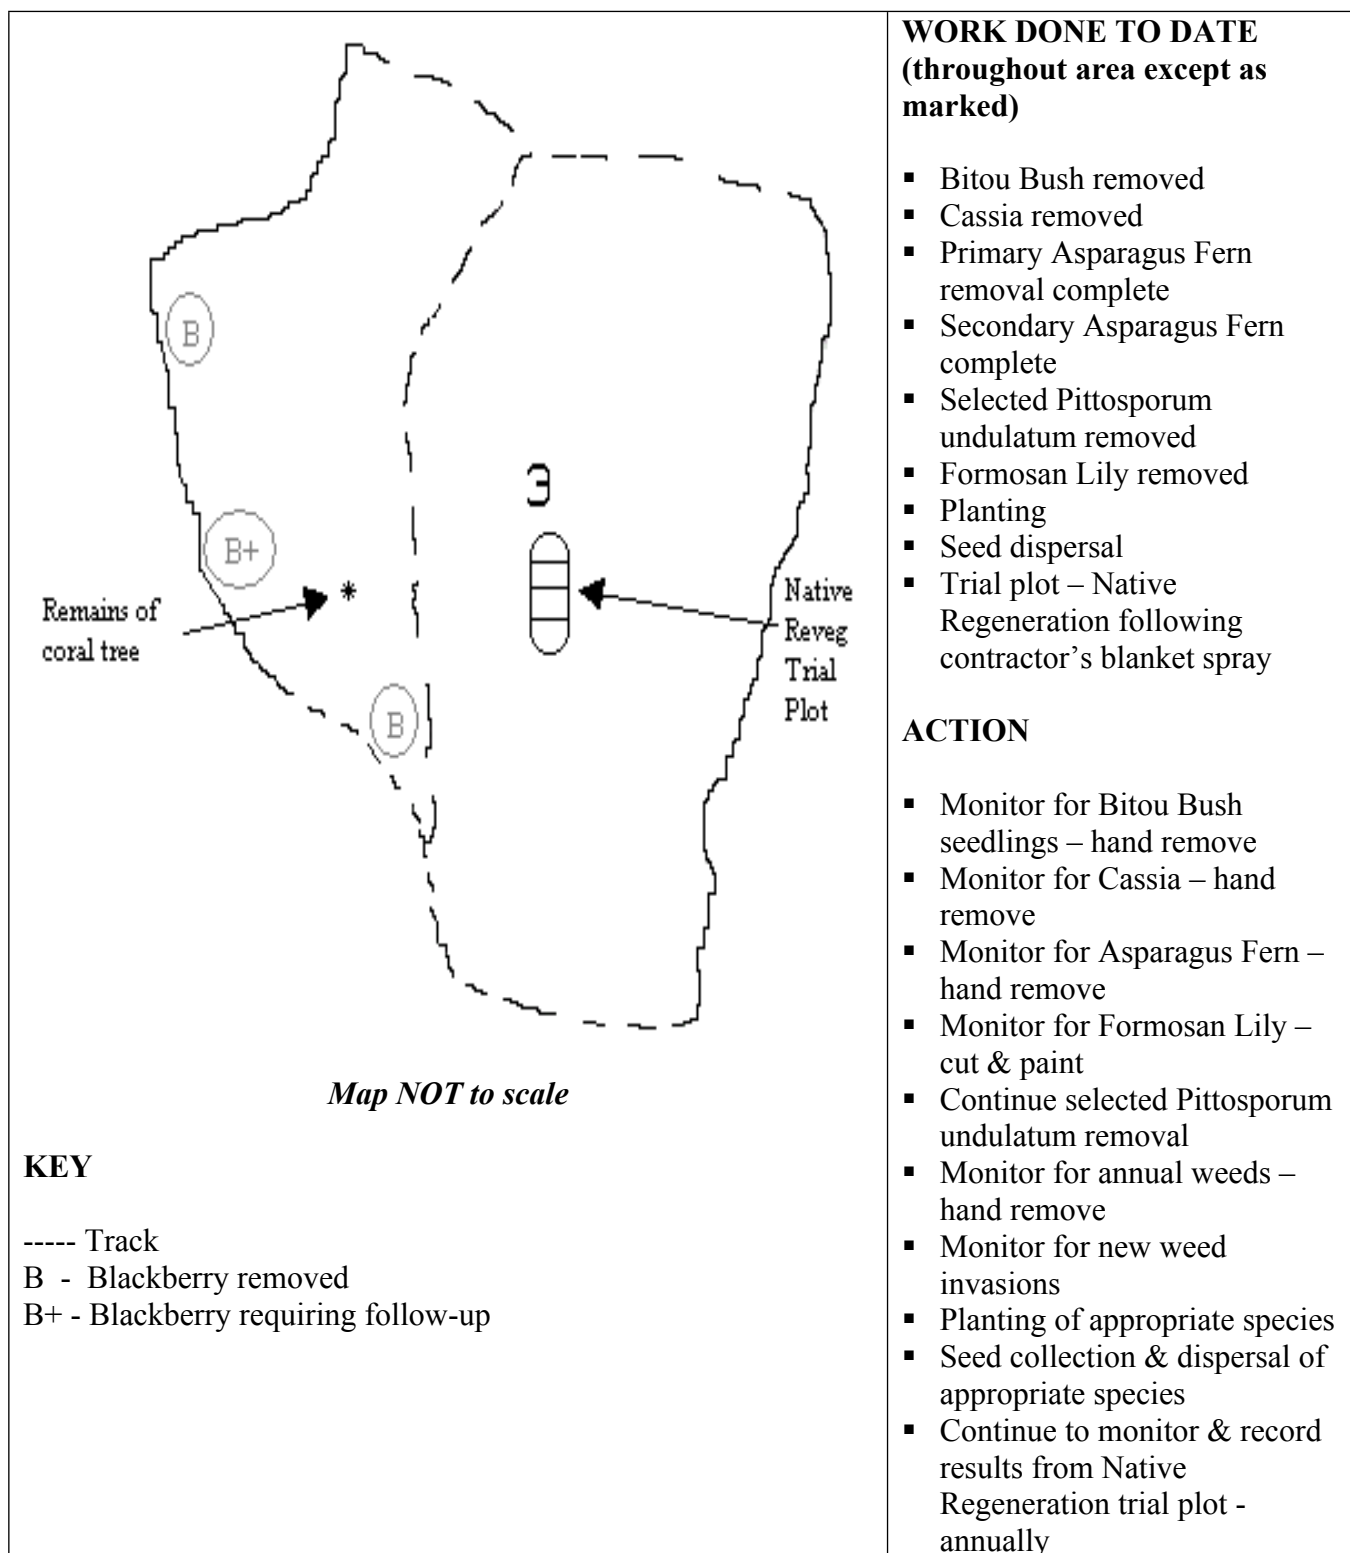 B
B+
3
Remains of
coral tree
Native
Reveg
Trial
Plot
B
Map NOT to scale
KEY
----- Track
B - Blackberry removed
B+ - Blackberry requiring follow-up
WORK DONE TO DATE
(throughout area except as
marked)
▪ Bitou Bush removed
▪ Cassia removed
▪ Primary Asparagus Fern
removal complete
▪ Secondary Asparagus Fern
complete
▪ Selected Pittosporum
undulatum removed
▪ Formosan Lily removed
▪ Planting
▪ Seed dispersal
▪ Trial plot – Native
Regeneration following
contractor’s blanket spray
ACTION
▪ Monitor for Bitou Bush
seedlings – hand remove
▪ Monitor for Cassia – hand
remove
▪ Monitor for Asparagus Fern –
hand remove
▪ Monitor for Formosan Lily –
cut & paint
▪ Continue selected Pittosporum
undulatum removal
▪ Monitor for annual weeds –
hand remove
▪ Monitor for new weed
invasions
▪ Planting of appropriate species
▪ Seed collection & dispersal of
appropriate species
▪ Continue to monitor & record
results from Native
Regeneration trial plot -
annually